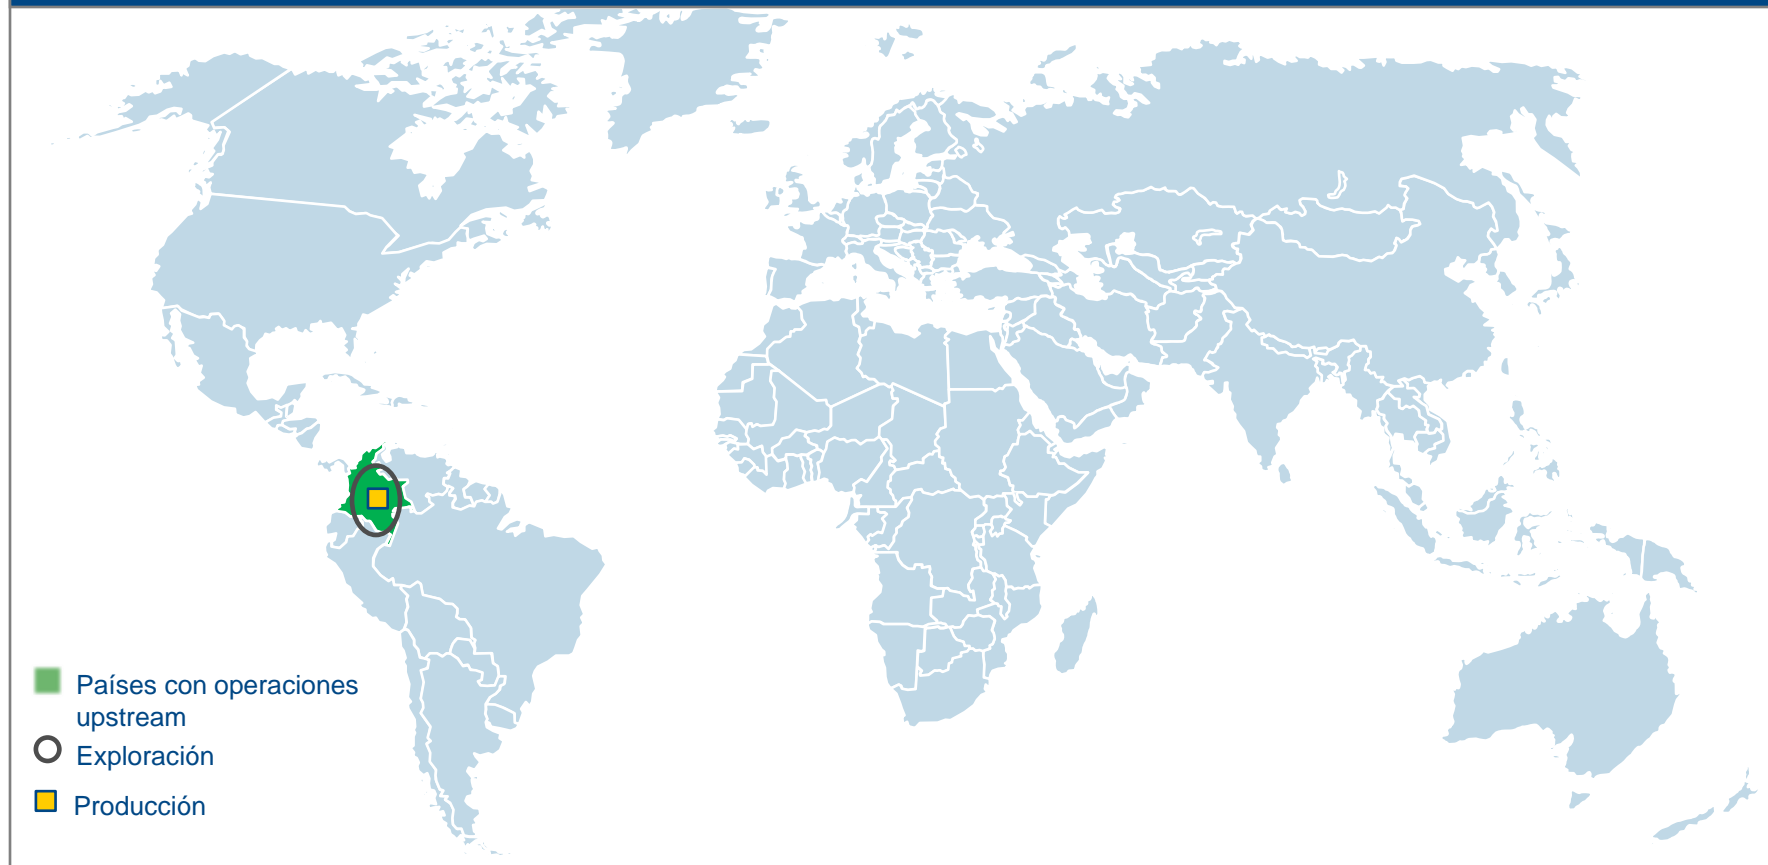 Países con operaciones
upstream
Exploración
Producción